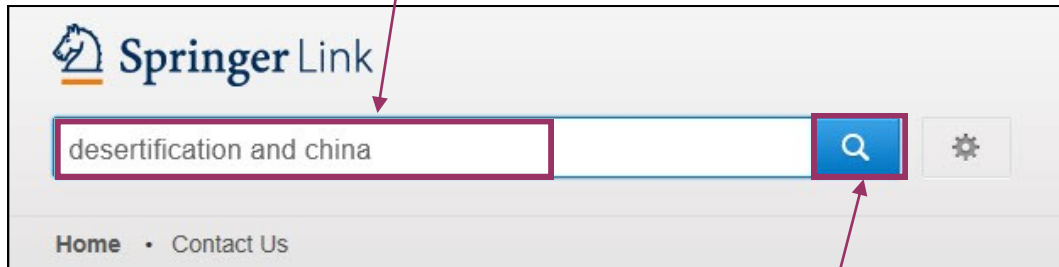 Springer Link
desertification and china
Home • Contact Us